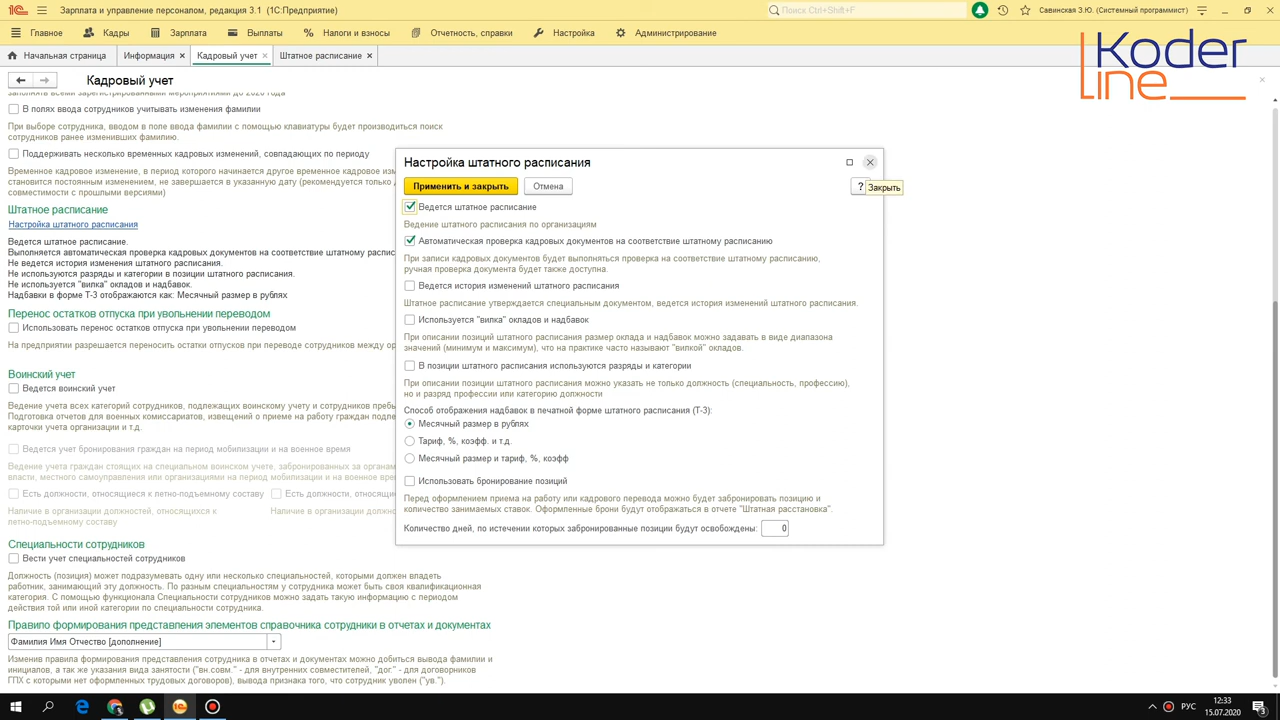 Зарплата и управление персоналом, редакция 3.1 (1С:Предприятие)
Поиск Ctrl+Shift+F
Савинская З.Ю. (Системный программист)
Главное
Кадры
Зарплата
Выплаты
Налоги и взносы
Отчетность, справки
Настройка
Администрирование
Начальная страница
Информация
Кадровый учет
Штатное расписание
Koder
line
Кадровый учет
заполнять всеми зарегистрированными мероприятиями до 2020 года
В полях ввода сотрудников учитывать изменения фамилии
При выборе сотрудника, вводом в поле ввода фамилии с помощью клавиатуры будет производиться поиск
сотрудников ранее изменивших фамилию.
Поддерживать несколько временных кадровых изменений, совпадающих по периоду
Временное кадровое изменение, в период которого начинается другое временное кадровое изм
становится постоянным изменением, не завершается в указанную дату (рекомендуется только д
совместимости с прошлыми версиями)
Штатное расписание
Настройка штатного расписания
Ведется штатное расписание.
Выполняется автоматическая проверка кадровых документов на соответствие штатному распис
Не ведется история изменения штатного расписания.
Не используются разряды и категории в позиции штатного расписания.
Не используется "вилка" окладов и надбавок.
Надбавки в форме Т-3 отображаются как: Месячный размер в рублях
Перенос остатков отпуска при увольнении переводом
Использовать перенос остатков отпуска при увольнении переводом
На предприятии разрешается переносить остатки отпусков при переводе сотрудников между ор
Воинский учет
Ведется воинский учет
Ведение учета всех категорий сотрудников, подлежащих воинскому учету и сотрудников пребы
Подготовка отчетов для военных комиссариатов, извещений о приеме на работу граждан подле
карточки учета организации и т.д.
Ведется учет бронирования граждан на период мобилизации и на военное время
Ведение учета граждан стоящих на специальном воинском учете, забронированных за органам
власти, местного самоуправления или организациями на период мобилизации и на военное врем
Есть должности, относящиеся к летно-подъемному составу
Есть должности, относящиес
Наличие в организации должностей, относящихся к
летно-подъемному составу
Наличие в организации должно
Специальности сотрудников
Вести учет специальностей сотрудников
Должность (позиция) может подразумевать одну или несколько специальностей, которыми должен владеть
работник, занимающий эту должность. По разным специальностям у сотрудника может быть своя квалификационная
категория. С помощью функционала Специальности сотрудников можно задать такую информацию с периодом
действия той или иной категории по специальности сотрудника.
Правило формирования представления элементов справочника сотрудники в отчетах и документах
Фамилия Имя Отчество [дополнение]
Изменив правила формирования представления сотрудника в отчетах и документах можно добиться вывода фамилии и
инициалов, а так же указания вида занятости ("вн.совм." - для внутренних совместителей, "дог." - для договорников
ГПХ с которыми нет оформленных трудовых договоров), вывода признака того, что сотрудник уволен ("ув.").
Настройка штатного расписания
Применить и закрыть
Отмена
?
Закрыть
Ведется штатное расписание
Ведение штатного расписания по организациям
Автоматическая проверка кадровых документов на соответствие штатному расписанию
При записи кадровых документов будет выполняться проверка на соответствие штатному расписанию,
ручная проверка документа будет также доступна.
Ведется история изменений штатного расписания
Штатное расписание утверждается специальным документом, ведется история изменений штатного расписания.
Используется "вилка" окладов и надбавок
При описании позиций штатного расписания размер оклада и надбавок можно задавать в виде диапазона
значений (минимум и максимум), что на практике часто называют "вилкой" окладов.
В позиции штатного расписания используются разряды и категории
При описании позиции штатного расписания можно указать не только должность (специальность, профессию),
но и разряд профессии или категорию должности
Способ отображения надбавок в печатной форме штатного расписания (Т-3):
Месячный размер в рублях
Тариф, %, коэфф. и т.д.
Месячный размер и тариф, %, коэфф
Использовать бронирование позиций
Перед оформлением приема на работу или кадрового перевода можно будет забронировать позицию и
количество занимаемых ставок. Оформленные брони будут отображаться в отчете "Штатная расстановка".
Количество дней, по истечении которых забронированные позиции будут освобождены:
0
РУС
12:33
15.07.2020
3